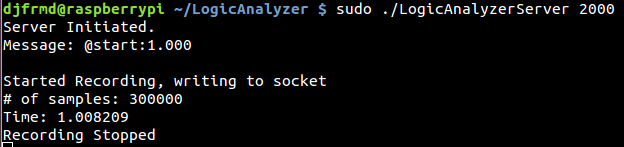 djfrmd@raspberrypi ~/LogicAnalyzer $ sudo ./LogicAnalyzerServer 2000
Server Initiated.
Message: @start:1.000
Started Recording, writing to socket
# of samples: 300000
Time: 1.008209
Recording Stopped